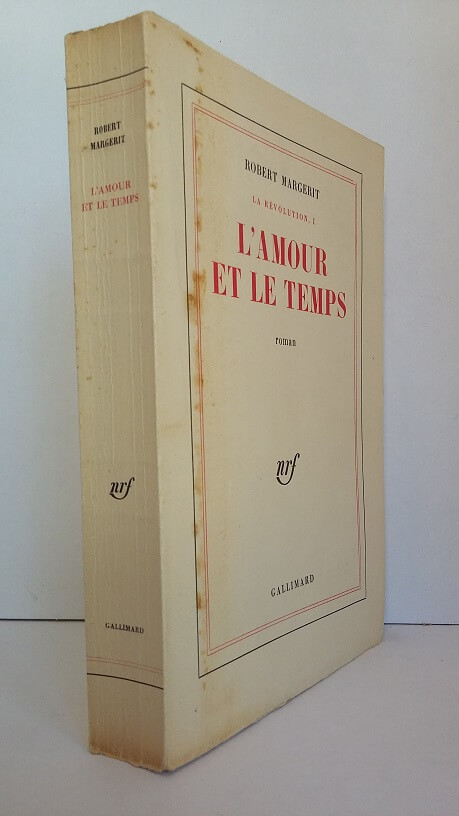 ROBERT
MARGERIT
L'AMOUR
ET LE TEMPS
nrf
GALLIMARD
ROBERT MARGERIT
LA RÉVOLUTION, I
L'AMOUR
ET LE TEMPS
roman
nrf
GALLIMARD